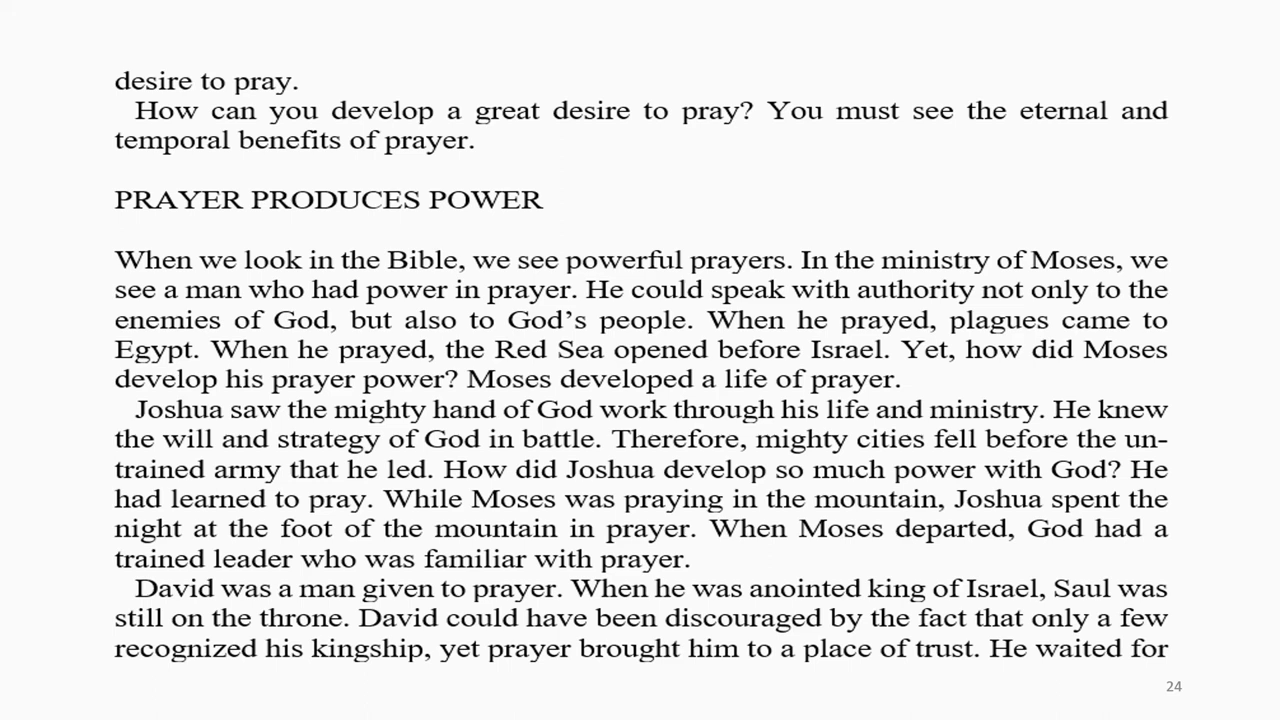 desire to pray.
How can you develop a great desire to pray? You must see the eternal and
temporal benefits of prayer.
PRAYER PRODUCES POWER
When we look in the Bible, we see powerful prayers. In the ministry of Moses, we
see a man who had power in prayer. He could speak with authority not only to the
enemies of God, but also to God’s people. When he prayed, plagues came to
Egypt. When he prayed, the Red Sea opened before Israel. Yet, how did Moses
develop his prayer power? Moses developed a life of prayer.
Joshua saw the mighty hand of God work through his life and ministry. He knew
the will and strategy of God in battle. Therefore, mighty cities fell before the un-
trained army that he led. How did Joshua develop so much power with God? He
had learned to pray. While Moses was praying in the mountain, Joshua spent the
night at the foot of the mountain in prayer. When Moses departed, God had a
trained leader who was familiar with prayer.
David was a man given to prayer. When he was anointed king of Israel, Saul was
still on the throne. David could have been discouraged by the fact that only a few
recognized his kingship, yet prayer brought him to a place of trust. He waited for
24